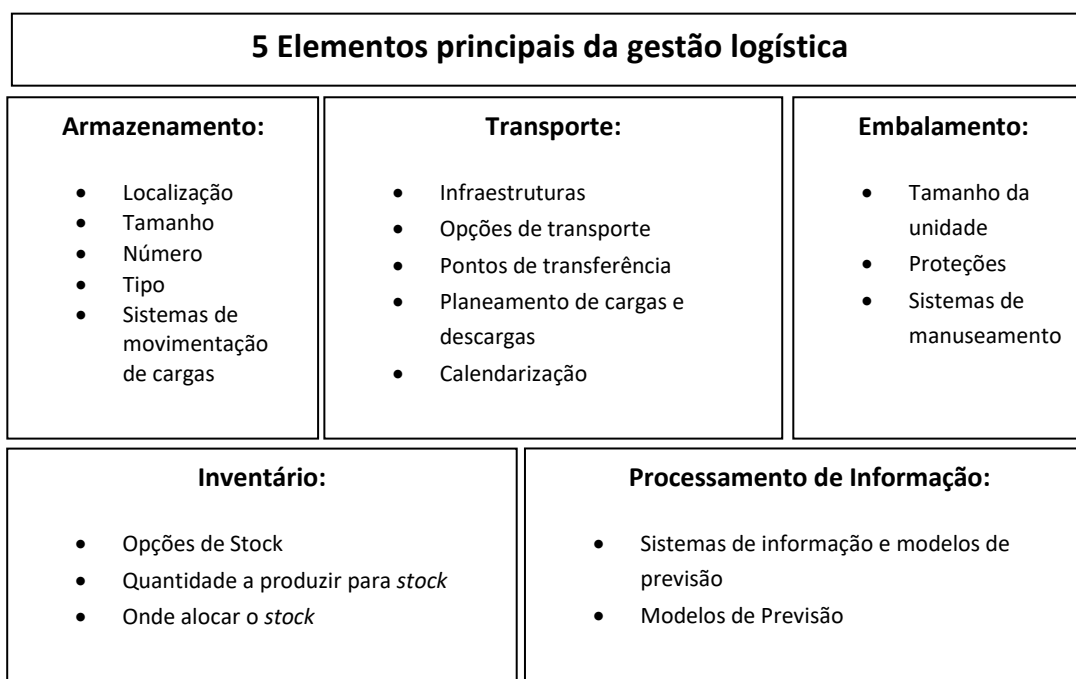 5 Elementos principais da gestão logística
Armazenamento:
• Localização
• Tamanho
• Número
• Tipo
• Sistemas de
movimentação
de cargas
Transporte:
• Infraestruturas
• Opções de transporte
• Pontos de transferência
• Planeamento de cargas e
descargas
• Calendarização
Embalamento:
• Tamanho da
unidade
• Proteções
• Sistemas de
manuseamento
Inventário:
• Opções de Stock
• Quantidade a produzir para stock
• Onde alocar o stock
Processamento de Informação:
• Sistemas de informação e modelos de
previsão
• Modelos de Previsão